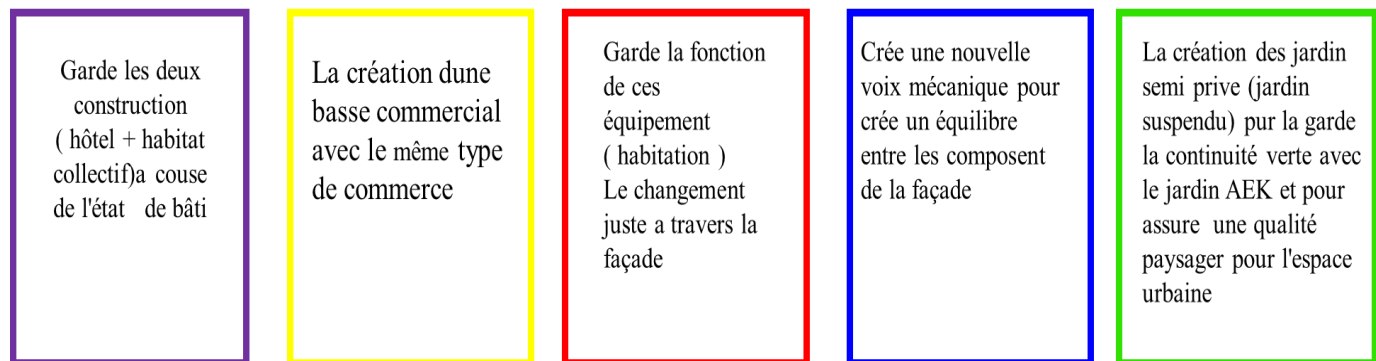 Garde les deux
construction
( hôtel + habitat
collectif)a couse
de l'état de bâti
La création dune
basse commercial
avec le même type
de commerce
Garde la fonction
de ces
équipement
( habitation )
Le changement
juste a travers la
façade
Crée une nouvelle
voix mécanique pour
crée un équilibre
entre les composent
de la façade
La création des jardin
semi prive (jardin
suspendu) pur la garde
la continuité verte avec
le jardin AEK et pour
assure une qualité
paysager pour l'espace
urbaine